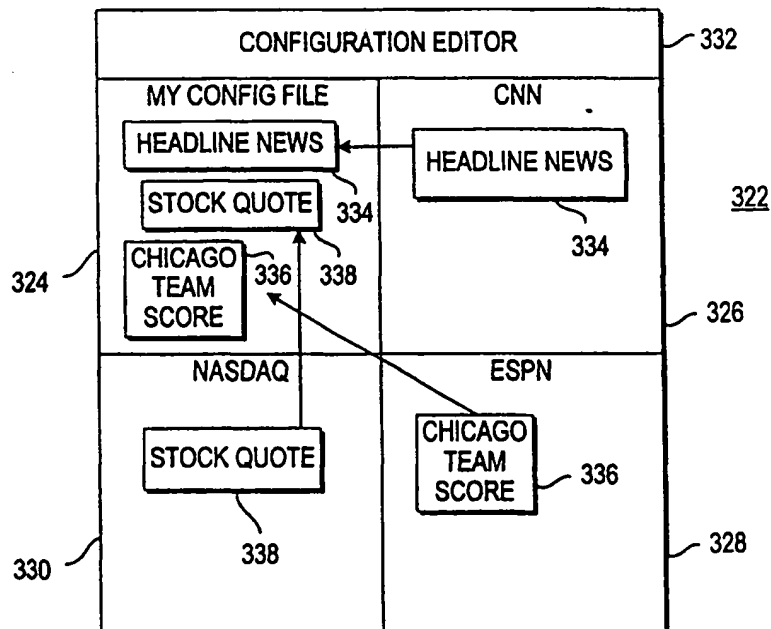 CONFIGURATION EDITOR
332
MY CONFIG FILE
CNN
HEADLINE NEWS
334
HEADLINE NEWS
334
322
STOCK QUOTE
338
CHICAGO
TEAM
SCORE
336
324
326
NASDAQ
ESPN
STOCK QUOTE
338
CHICAGO
TEAM
SCORE
336
330
328